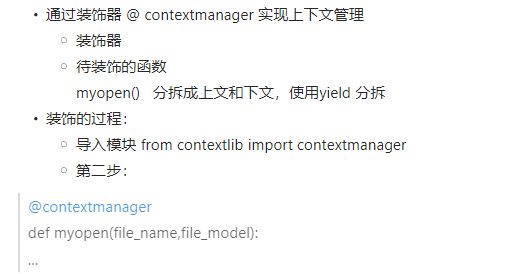 通过装饰器 @ contextmanager 实现上下文管理
装饰器
待装饰的函数
myopen() 分拆成上文和下文，使用yield 分拆
装饰的过程：
导入模块 from contextlib import contextmanager
第二步：
@contextmanager
def myopen(file_name,file_model):
...